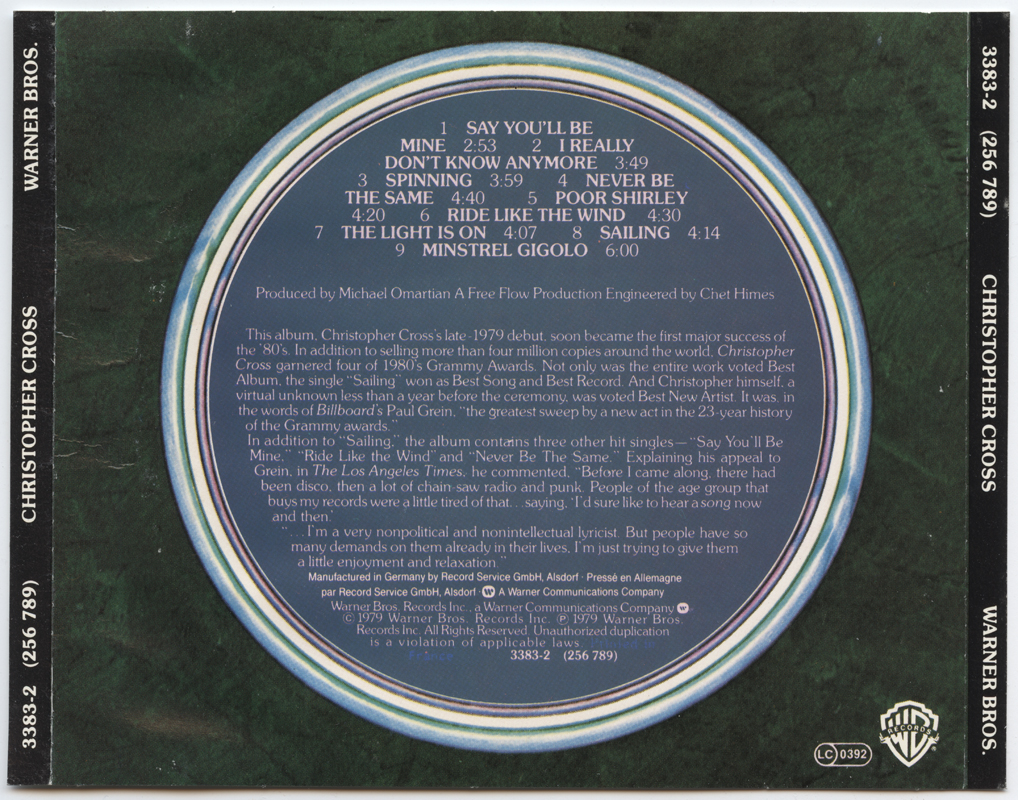 WARNER BROS.
CHRISTOPHER CROSS
3383-2 (256 789)
1 SAY YOU'LL BE
MINE 2:53 2 I REALLY
DON'T KNOW ANYMORE 3:49
3 SPINNING 3:59 4 NEVER BE
THE SAME 4:40 5 POOR SHIRLEY
4:20 6 RIDE LIKE THE WIND 4:30
7 THE LIGHT IS ON 4:07 8 SAILING 4:14
9 MINSTREL GIGOLO 6:00
Produced by Michael Omartian A Free Flow Production Engineered by Chet Himes
This album, Christopher Cross's late-1979 debut, soon became the first major success of
the '80's. In addition to selling more than four million copies around the world, Christopher
Cross garnered four of 1980's Grammy Awards. Not only was the entire work voted Best
Album, the single "Sailing" won as Best Song and Best Record. And Christopher himself, a
virtual unknown less than a year before the ceremony, was voted Best New Artist. It was, in
the words of Billboard's Paul Grein, "the greatest sweep by a new act in the 23-year history
of the Grammy awards."
In addition to "Sailing," the album contains three other hit singles—"Say You'll Be
Mine," "Ride Like the Wind" and "Never Be The Same." Explaining his appeal to
Grein, in The Los Angeles Times, he commented, "Before I came along, there had
been disco, then a lot of chain-saw radio and punk. People of the age group that
buys my records were a little tired of that...saying, 'I'd sure like to hear a song now
and then.'
"...I'm a very nonpolitical and nonintellectual lyricist. But people have so
many demands on them already in their lives, I'm just trying to give them
a little enjoyment and relaxation."
Manufactured in Germany by Record Service GmbH, Alsdorf · Pressé en Allemagne
par Record Service GmbH, Alsdorf · W A Warner Communications Company
Warner Bros. Records Inc., a Warner Communications Company W.
© 1979 Warner Bros. Records Inc. ℗ 1979 Warner Bros.
Records Inc. All Rights Reserved. Unauthorized duplication
is a violation of applicable laws.
France
3383-2 (256 789)
LC 0392
WB RECORDS ®
3383-2 (256 789)
CHRISTOPHER CROSS
WARNER BROS.